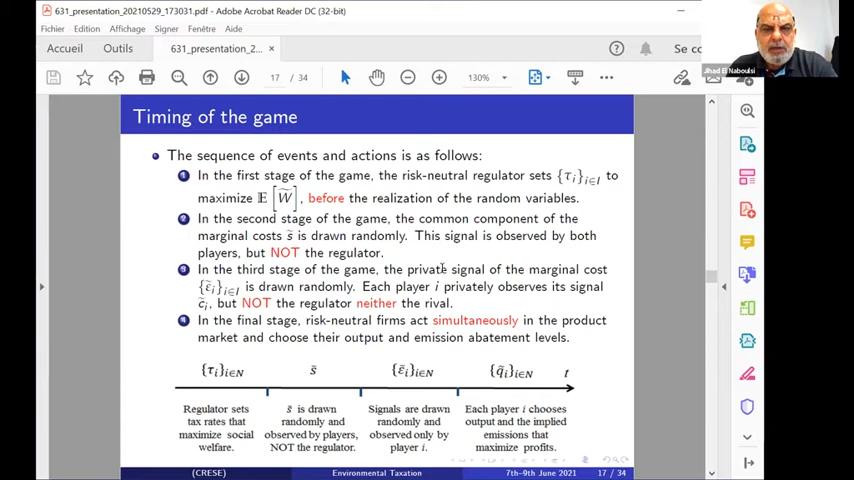 631_presentation_20210529_173031.pdf - Adobe Acrobat Reader DC (32-bit)
Fichier Edition Affichage Signer Fenêtre Aide
Accueil Outils 631_presentation_2... × Se co
17 / 34 130%
Jihad El Naboulsi
Timing of the game
The sequence of events and actions is as follows:
1 In the first stage of the game, the risk-neutral regulator sets {τi}i∈I to
maximize 𝔼 [W̃], before the realization of the random variables.
2 In the second stage of the game, the common component of the
marginal costs s̃ is drawn randomly. This signal is observed by both
players, but NOT the regulator.
3 In the third stage of the game, the private signal of the marginal cost
{ε̃i}i∈I is drawn randomly. Each player i privately observes its signal
c̃i, but NOT the regulator neither the rival.
4 In the final stage, risk-neutral firms act simultaneously in the product
market and choose their output and emission abatement levels.
{τi}i∈N s̃ {ε̃i}i∈N {q̃i}i∈N t
Regulator sets
tax rates that
maximize social
welfare.
s̃ is drawn
randomly and
observed by players,
NOT the regulator.
Signals are drawn
randomly and
observed only by
player i.
Each player i chooses
output and the implied
emissions that
maximize profits.
(CRESE) Environmental Taxation 7th-9th June 2021 17 / 34